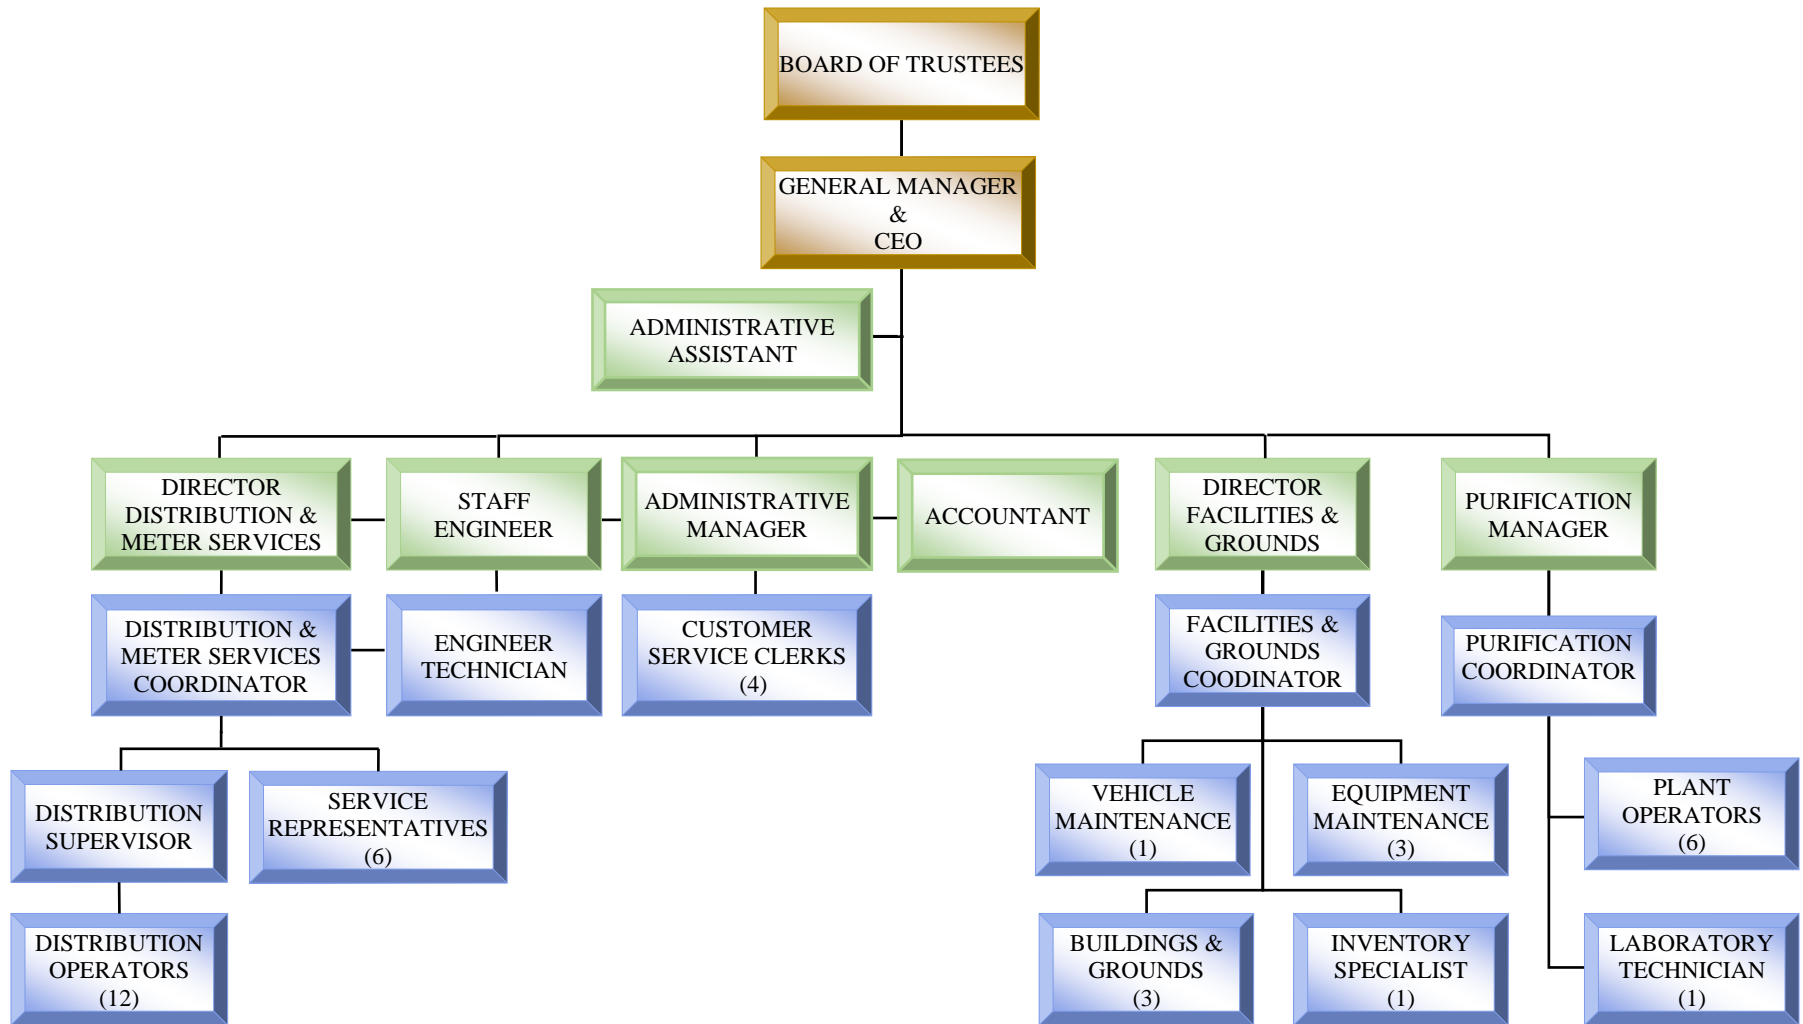 BOARD OF TRUSTEES
GENERAL MANAGER
&
CEO
ADMINISTRATIVE
ASSISTANT
DIRECTOR
DISTRIBUTION &
METER SERVICES
STAFF
ENGINEER
ADMINISTRATIVE
MANAGER
ACCOUNTANT
DIRECTOR
FACILITIES &
GROUNDS
PURIFICATION
MANAGER
DISTRIBUTION &
METER SERVICES
COORDINATOR
ENGINEER
TECHNICIAN
CUSTOMER
SERVICE CLERKS
(4)
FACILITIES &
GROUNDS
COODINATOR
PURIFICATION
COORDINATOR
DISTRIBUTION
SUPERVISOR
SERVICE
REPRESENTATIVES
(6)
VEHICLE
MAINTENANCE
(1)
EQUIPMENT
MAINTENANCE
(3)
PLANT
OPERATORS
(6)
DISTRIBUTION
OPERATORS
(12)
BUILDINGS &
GROUNDS
(3)
INVENTORY
SPECIALIST
(1)
LABORATORY
TECHNICIAN
(1)